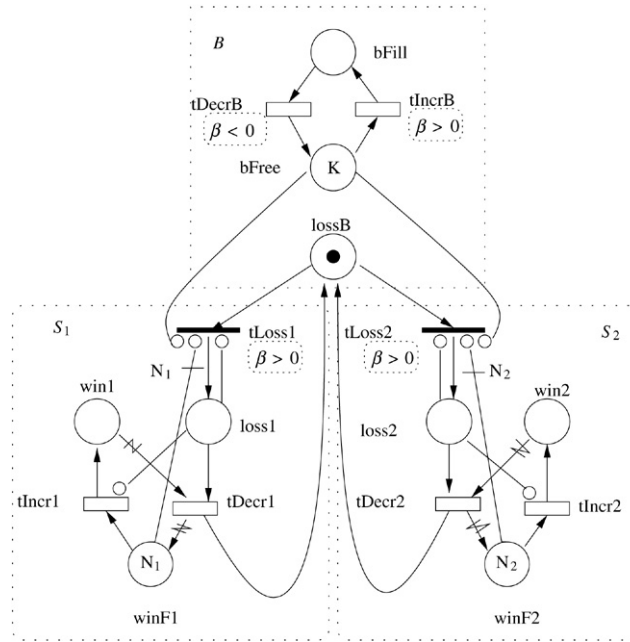 B
bFill
tDecrB
tIncrB
β < 0
β > 0
bFree
K
lossB
S1
S2
tLoss1
tLoss2
β > 0
β > 0
N1
N2
win1
win2
loss1
loss2
tIncr1
tDecr1
tDecr2
tIncr2
N1
N2
winF1
winF2